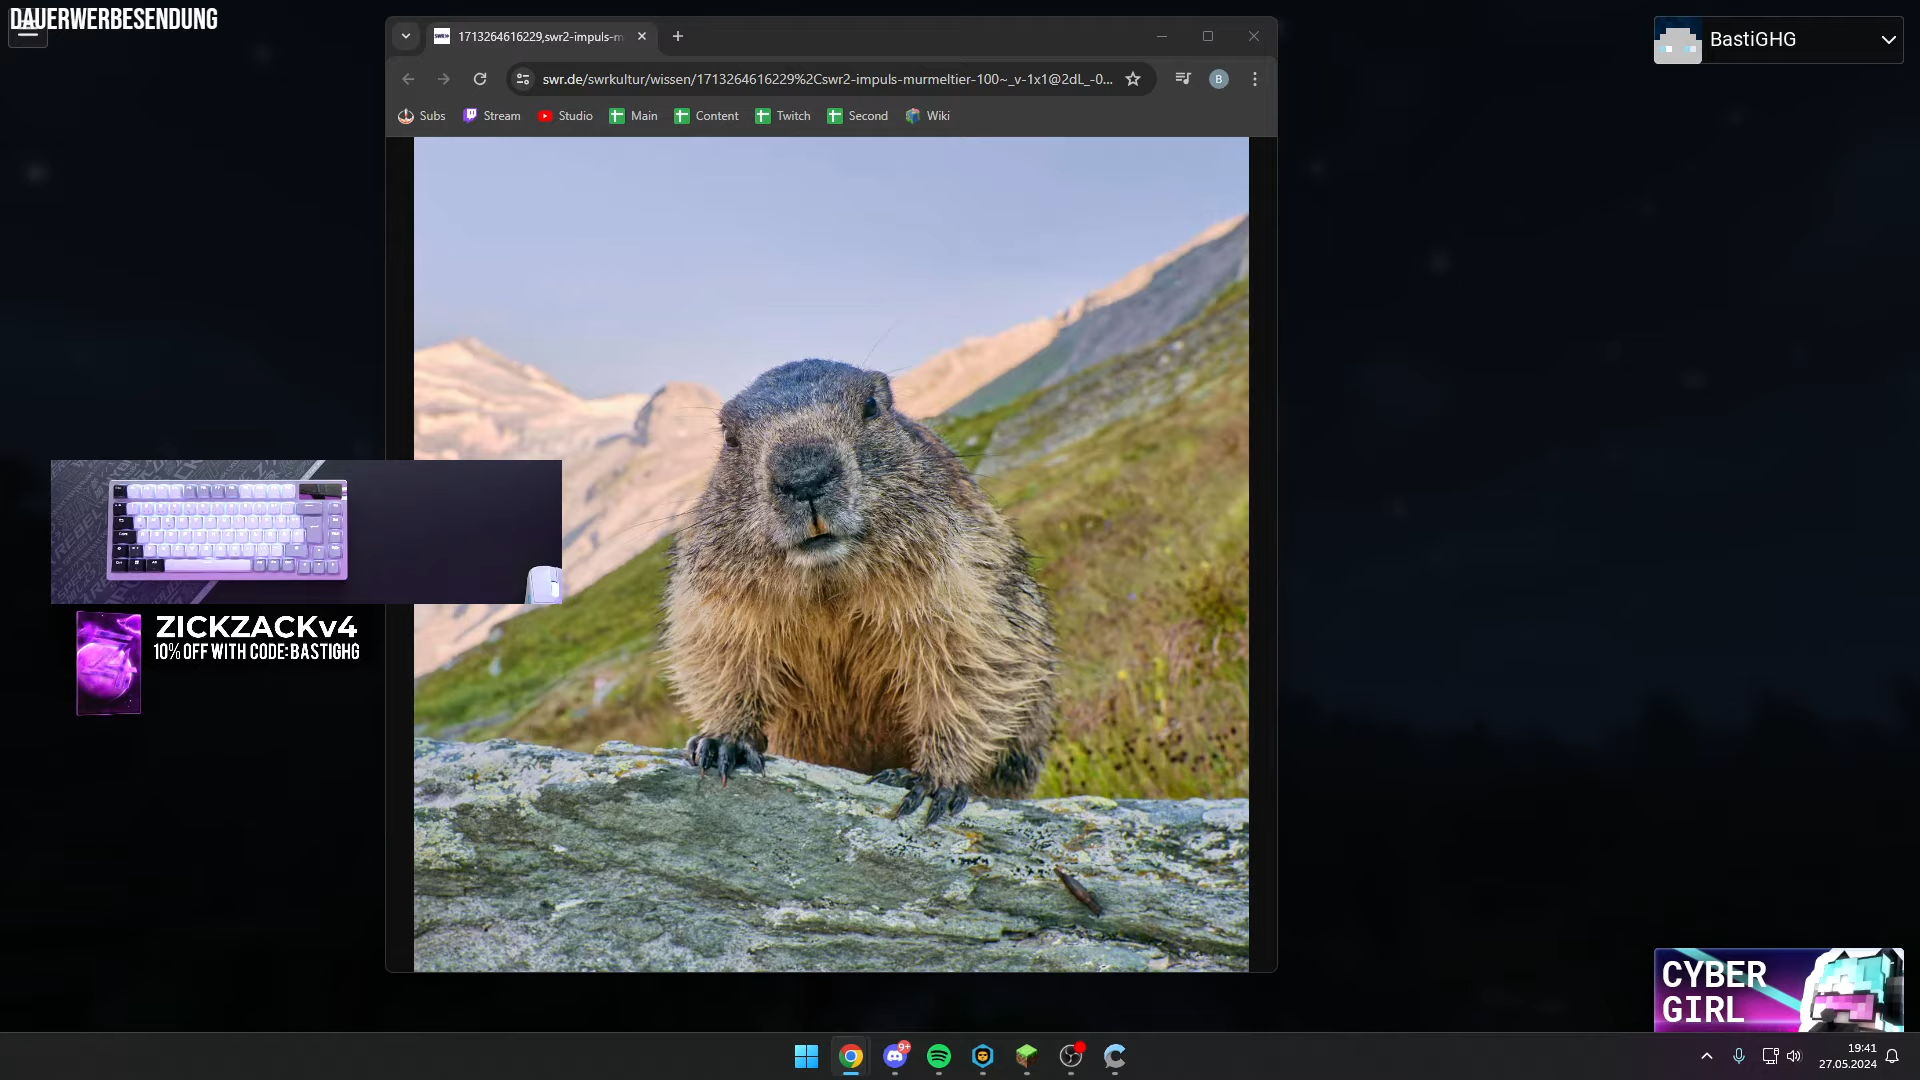 DAUERWERBESENDUNG
1713264616229,swr2-impuls-m
BastiGHG
swr.de/swrkultur/wissen/1713264616229%2Cswr2-impuls-murmeltier-100~_v-1x1@2dL_-0...
B
Subs
Stream
Studio
Main
Content
Twitch
Second
Wiki
ZICKZACKv4
10% OFF WITH CODE: BASTIGHG
CYBER
GIRL
9+
19:41
27.05.2024